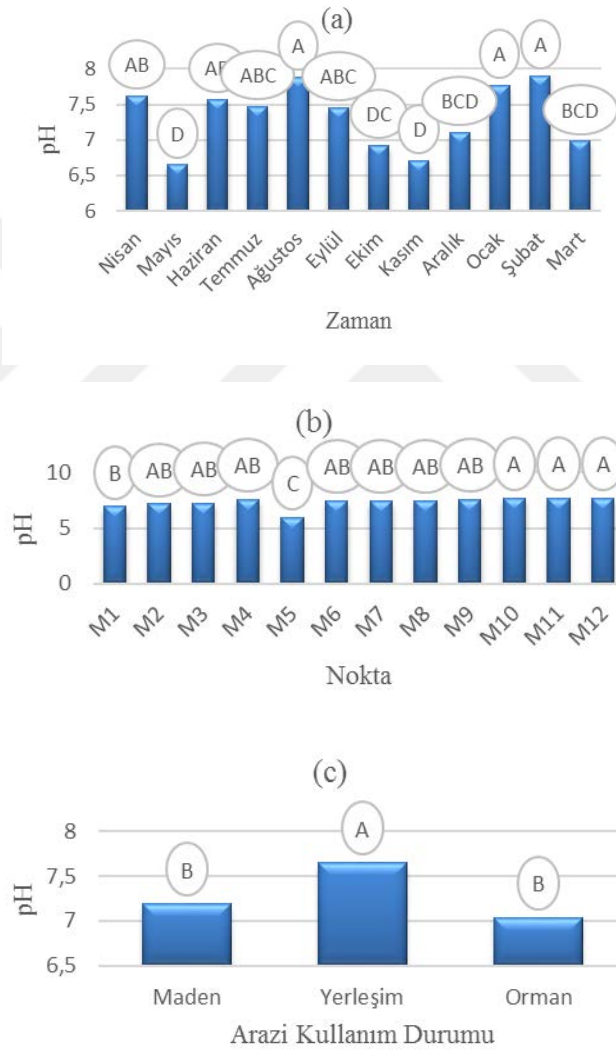 (a)
pH
8
7,5
7
6,5
6
AB D ABC A ABC DC D BCD A A BCD
Nisan Mayıs Haziran Temmuz Ağustos Eylül Ekim Kasım Aralık Ocak Şubat Mart
Zaman
(b)
pH
10
5
0
B AB AB AB C AB AB AB AB A A A
M1 M2 M3 M4 M5 M6 M7 M8 M9 M10 M11 M12
Nokta
(c)
pH
8
7,5
7
6,5
B A B
Maden Yerleşim Orman
Arazi Kullanım Durumu